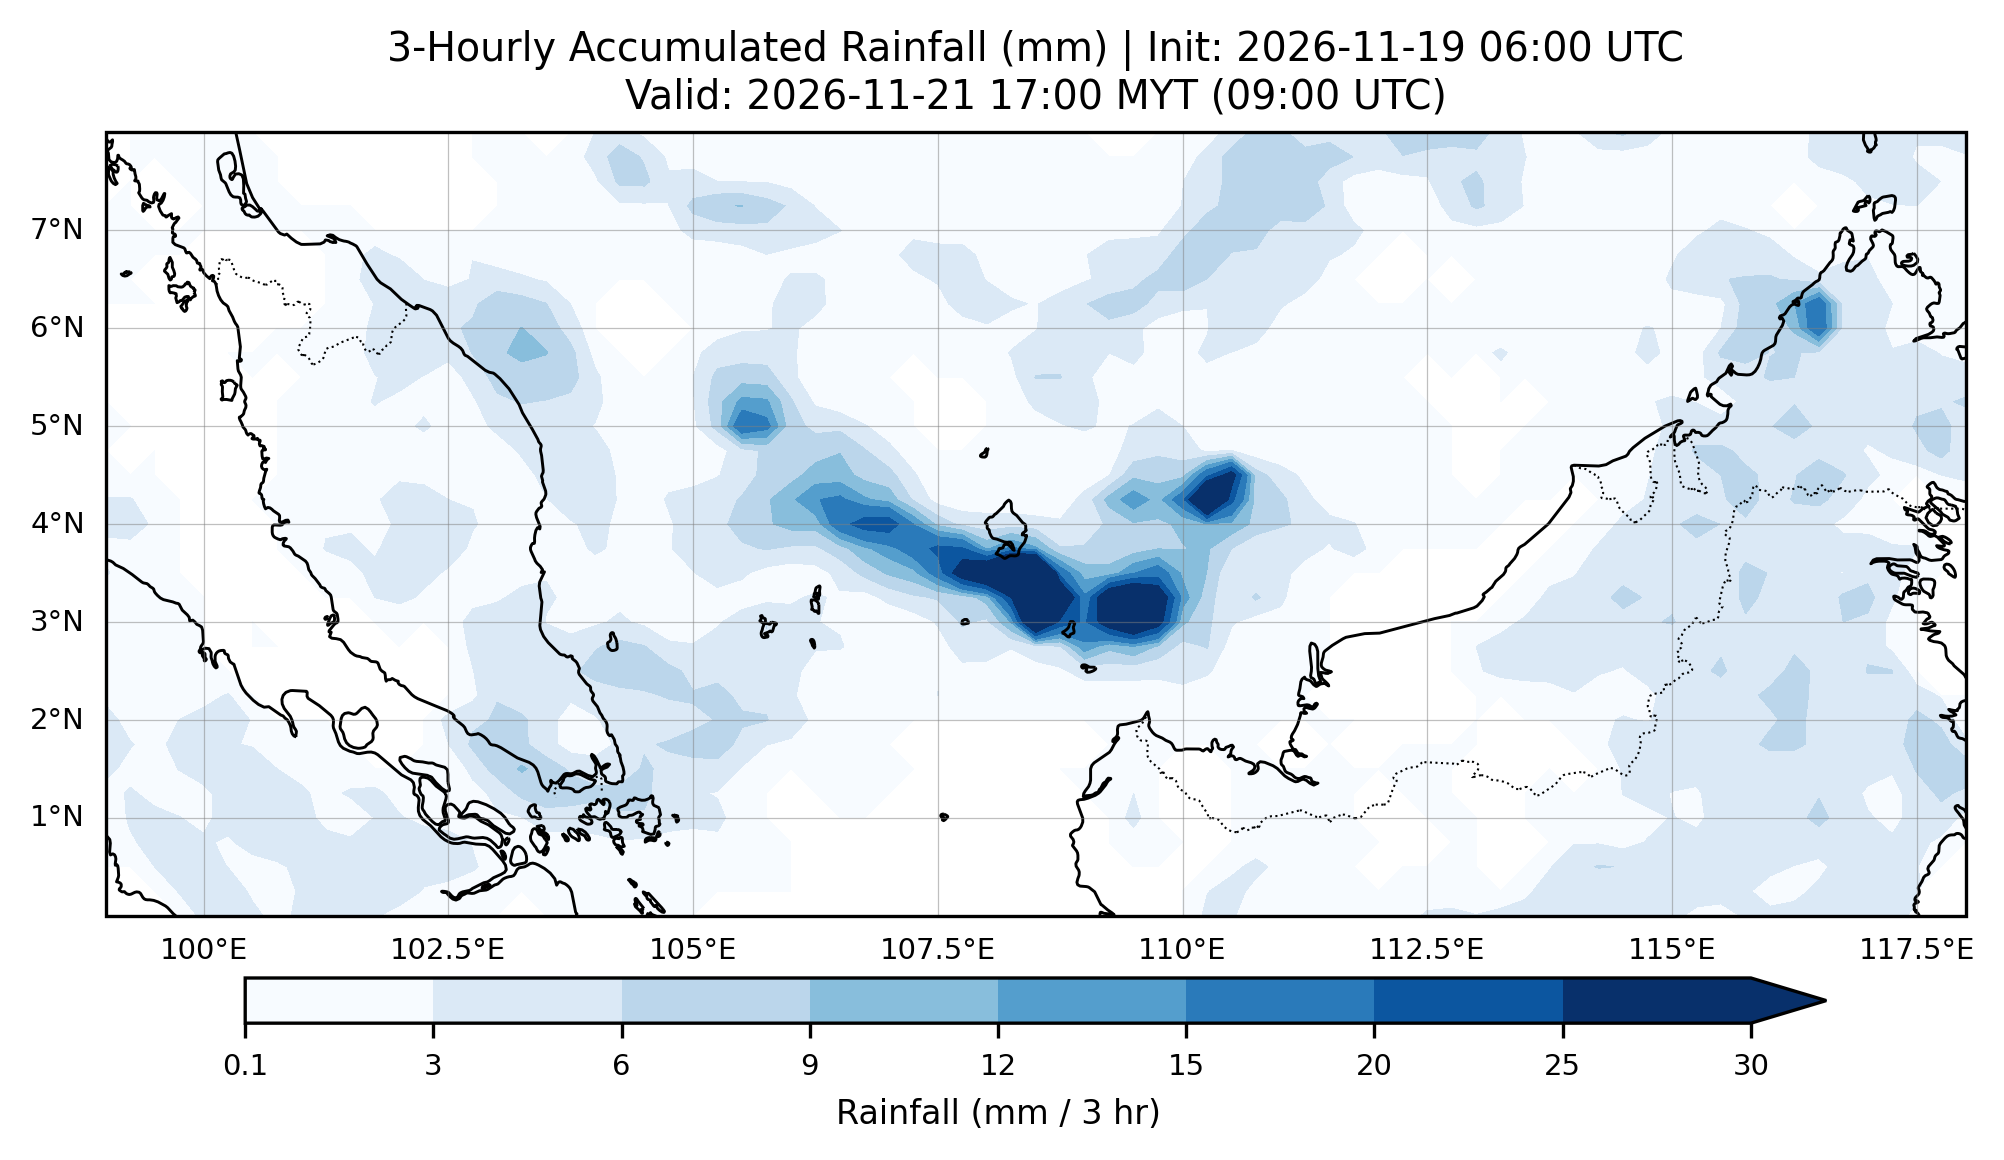 3-Hourly Accumulated Rainfall (mm) | Init: 2026-11-19 06:00 UTC
Valid: 2026-11-21 17:00 MYT (09:00 UTC)
7°N
6°N
5°N
4°N
3°N
2°N
1°N
100°E 102.5°E 105°E 107.5°E 110°E 112.5°E 115°E 117.5°E
0.1 3 6 9 12 15 20 25 30
Rainfall (mm / 3 hr)